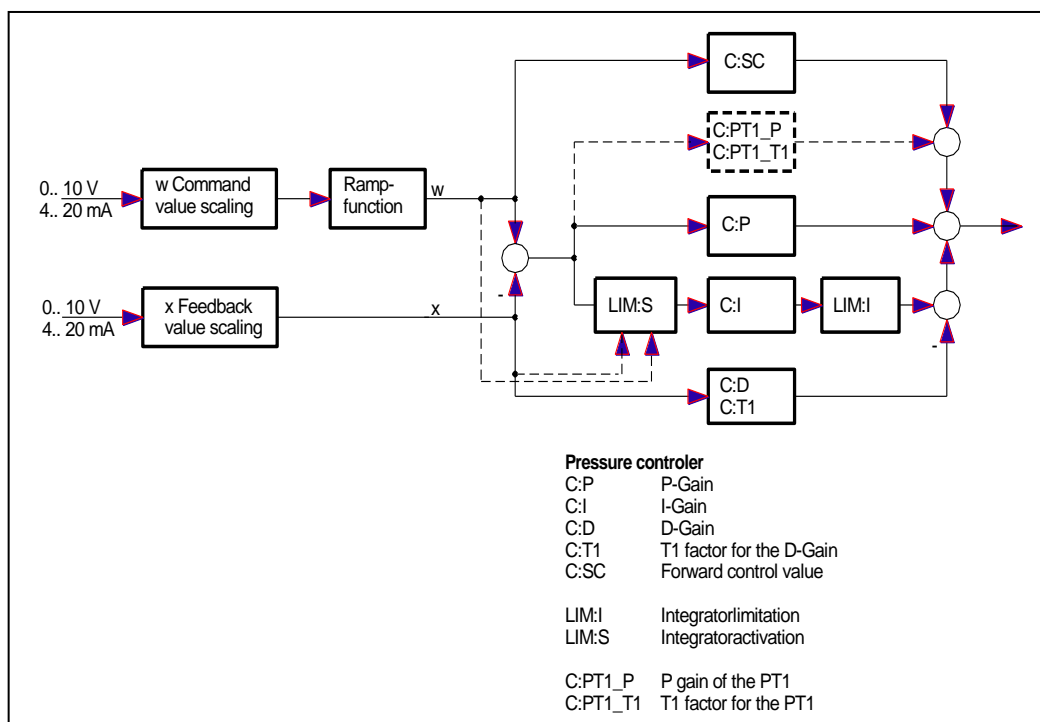 C:SC
C:PT1_P
C:PT1_T1
0.. 10 V
4.. 20 mA
w Command
value scaling
Ramp-
function
w
C:P
-
0.. 10 V
4.. 20 mA
x Feedback
value scaling
x
LIM:S
C:I
LIM:I
-
C:D
C:T1
Pressure controler
C:P P-Gain
C:I I-Gain
C:D D-Gain
C:T1 T1 factor for the D-Gain
C:SC Forward control value
LIM:I Integratorlimitation
LIM:S Integratoractivation
C:PT1_P P gain of the PT1
C:PT1_T1 T1 factor for the PT1